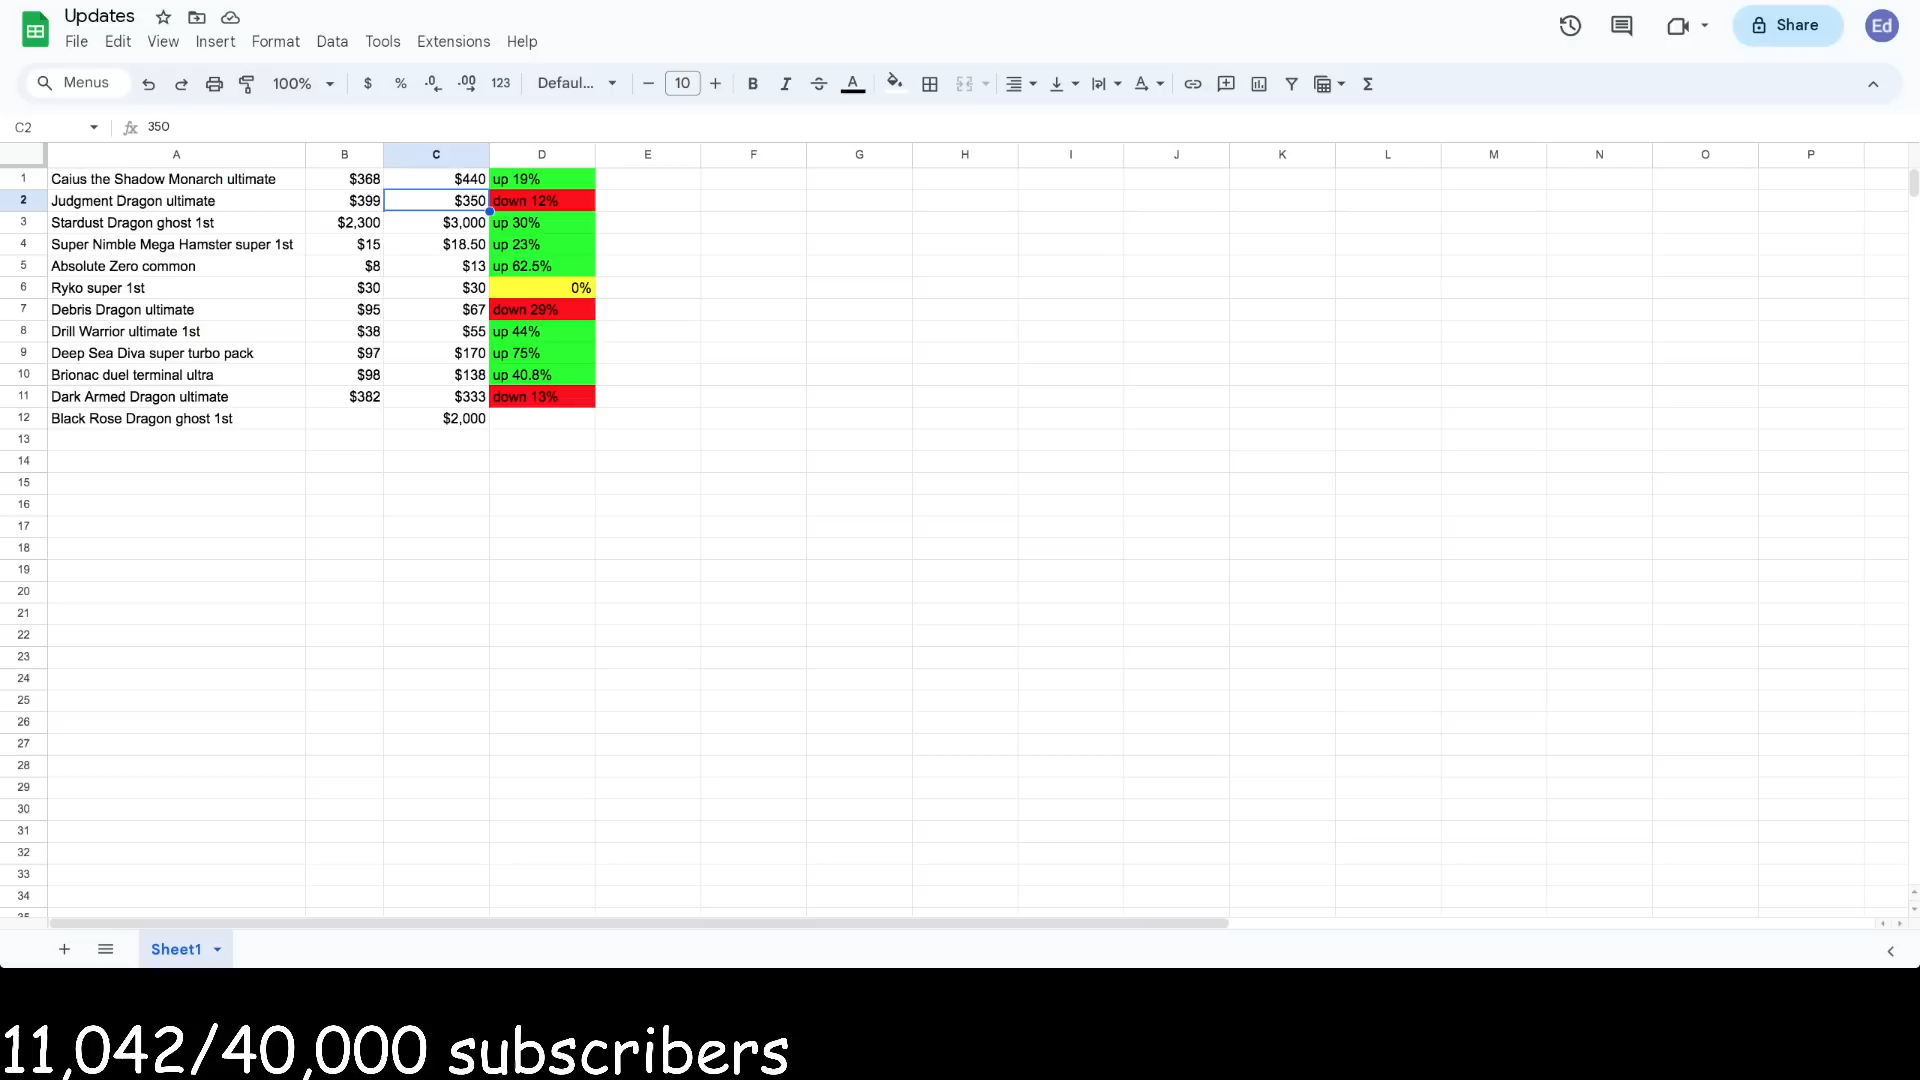 Updates
File Edit View Insert Format Data Tools Extensions Help
Share
Ed
Menus 100% $ % .0 .00 123 Defaul... 10 B I A
C2 fx 350
A B C D E F G H I J K L M N O P
1 Caius the Shadow Monarch ultimate $368 $440 up 19%
2 Judgment Dragon ultimate $399 $350 down 12%
3 Stardust Dragon ghost 1st $2,300 $3,000 up 30%
4 Super Nimble Mega Hamster super 1st $15 $18.50 up 23%
5 Absolute Zero common $8 $13 up 62.5%
6 Ryko super 1st $30 $30 0%
7 Debris Dragon ultimate $95 $67 down 29%
8 Drill Warrior ultimate 1st $38 $55 up 44%
9 Deep Sea Diva super turbo pack $97 $170 up 75%
10 Brionac duel terminal ultra $98 $138 up 40.8%
11 Dark Armed Dragon ultimate $382 $333 down 13%
12 Black Rose Dragon ghost 1st $2,000
13
14
15
16
17
18
19
20
21
22
23
24
25
26
27
28
29
30
31
32
33
34
35
Sheet1
11,042/40,000 subscribers